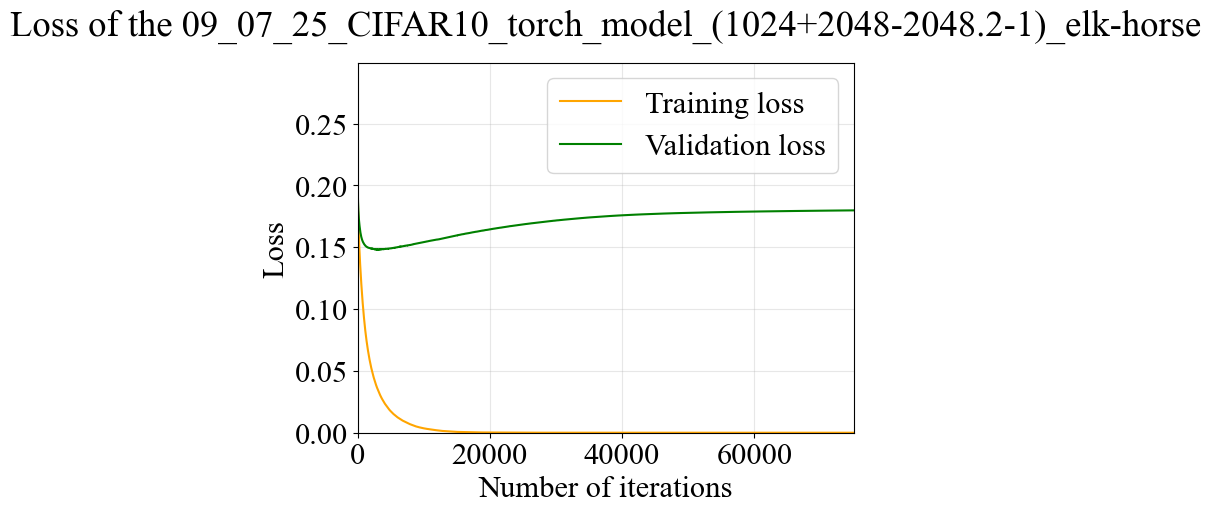 Loss of the 09_07_25_CIFAR10_torch_model_(1024+2048-2048.2-1)_elk-horse
Training loss
Validation loss
0.25
0.20
0.15
0.10
0.05
0.00
Loss
0 20000 40000 60000
Number of iterations